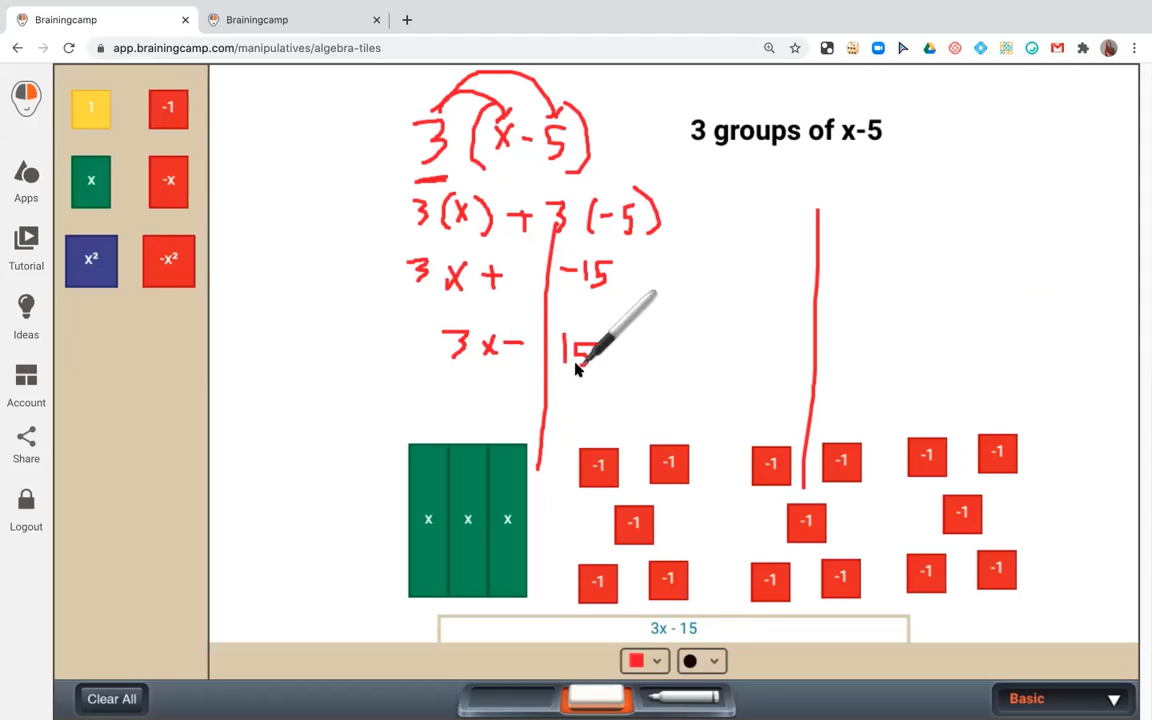 Brainingcamp
Brainingcamp
app.brainingcamp.com/manipulatives/algebra-tiles
1 -1
x -x
x² -x²
Apps
Tutorial
Ideas
Account
Share
Logout
3 (x - 5)
3 groups of x-5
3 (x) + 3 (-5)
3x + -15
3x - 15
x x x
-1 -1 -1 -1 -1 -1
-1 -1 -1
-1 -1 -1 -1 -1 -1
3x - 15
Clear All
Basic